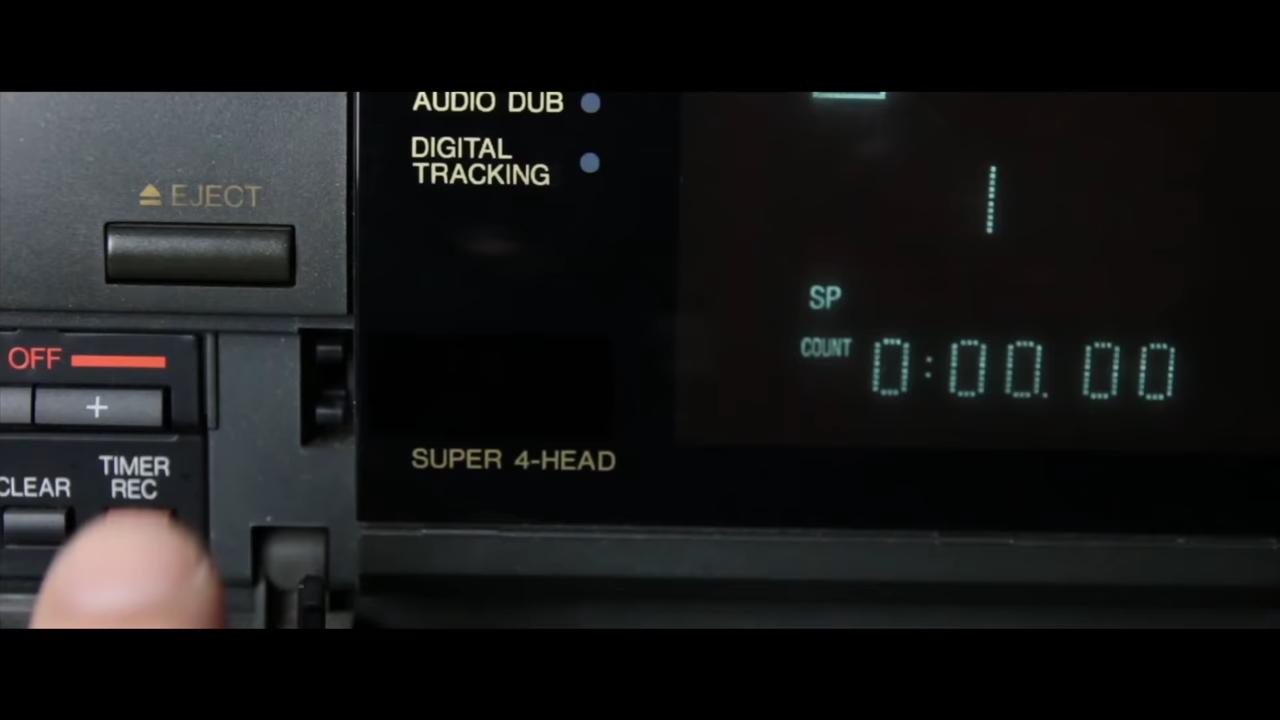 AUDIO DUB
DIGITAL
TRACKING
EJECT
SP
COUNT 0:00.00
OFF
+
SUPER 4-HEAD
CLEAR
TIMER
REC